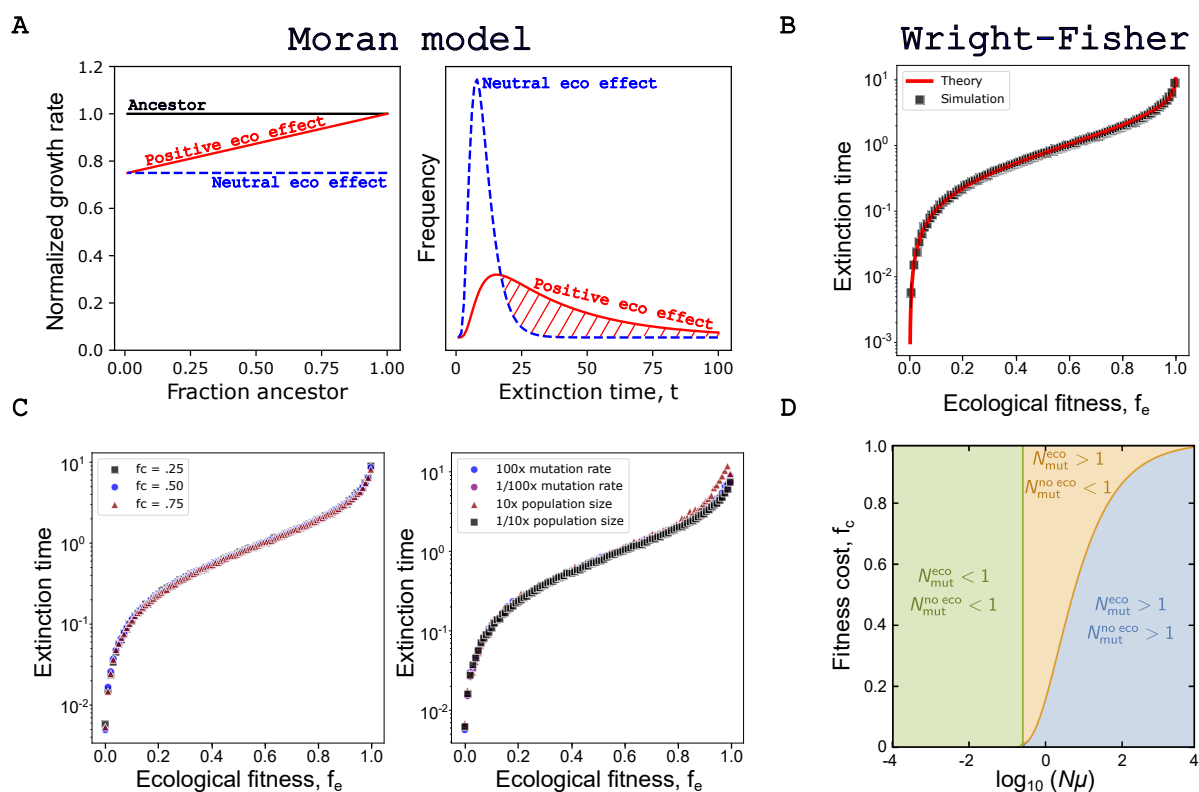 A
Moran model
B
Wright-Fisher
Normalized growth rate
1.2
1.0
0.8
0.6
0.4
0.2
0.0
Ancestor
Positive eco effect
Neutral eco effect
0.00 0.25 0.50 0.75 1.00
Fraction ancestor
Frequency
Neutral eco effect
Positive eco effect
0 25 50 75 100
Extinction time, t
Extinction time
10¹
10⁰
10⁻¹
10⁻²
10⁻³
Theory
Simulation
0.0 0.2 0.4 0.6 0.8 1.0
Ecological fitness, fₑ
C
Extinction time
10¹
10⁰
10⁻¹
10⁻²
fc = .25
fc = .50
fc = .75
0.0 0.2 0.4 0.6 0.8 1.0
Ecological fitness, fₑ
Extinction time
10¹
10⁰
10⁻¹
10⁻²
100x mutation rate
1/100x mutation rate
10x population size
1/10x population size
0.0 0.2 0.4 0.6 0.8 1.0
Ecological fitness, fₑ
D
Fitness cost, f_c
1.0
0.8
0.6
0.4
0.2
0
N_mut^eco > 1
N_mut^no eco < 1
N_mut^eco < 1
N_mut^no eco < 1
N_mut^eco > 1
N_mut^no eco > 1
-4 -2 0 2 4
log₁₀ (Nμ)